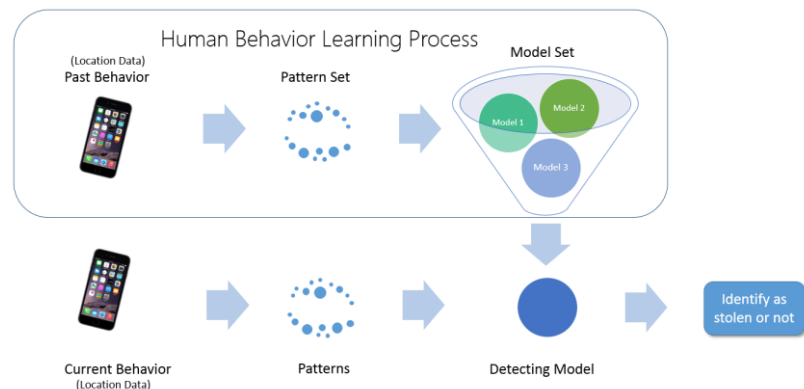 Human Behavior Learning Process
(Location Data)
Past Behavior
Pattern Set
Model Set
Model 1
Model 2
Model 3
Identify as
stolen or not
Current Behavior
(Location Data)
Patterns
Detecting Model